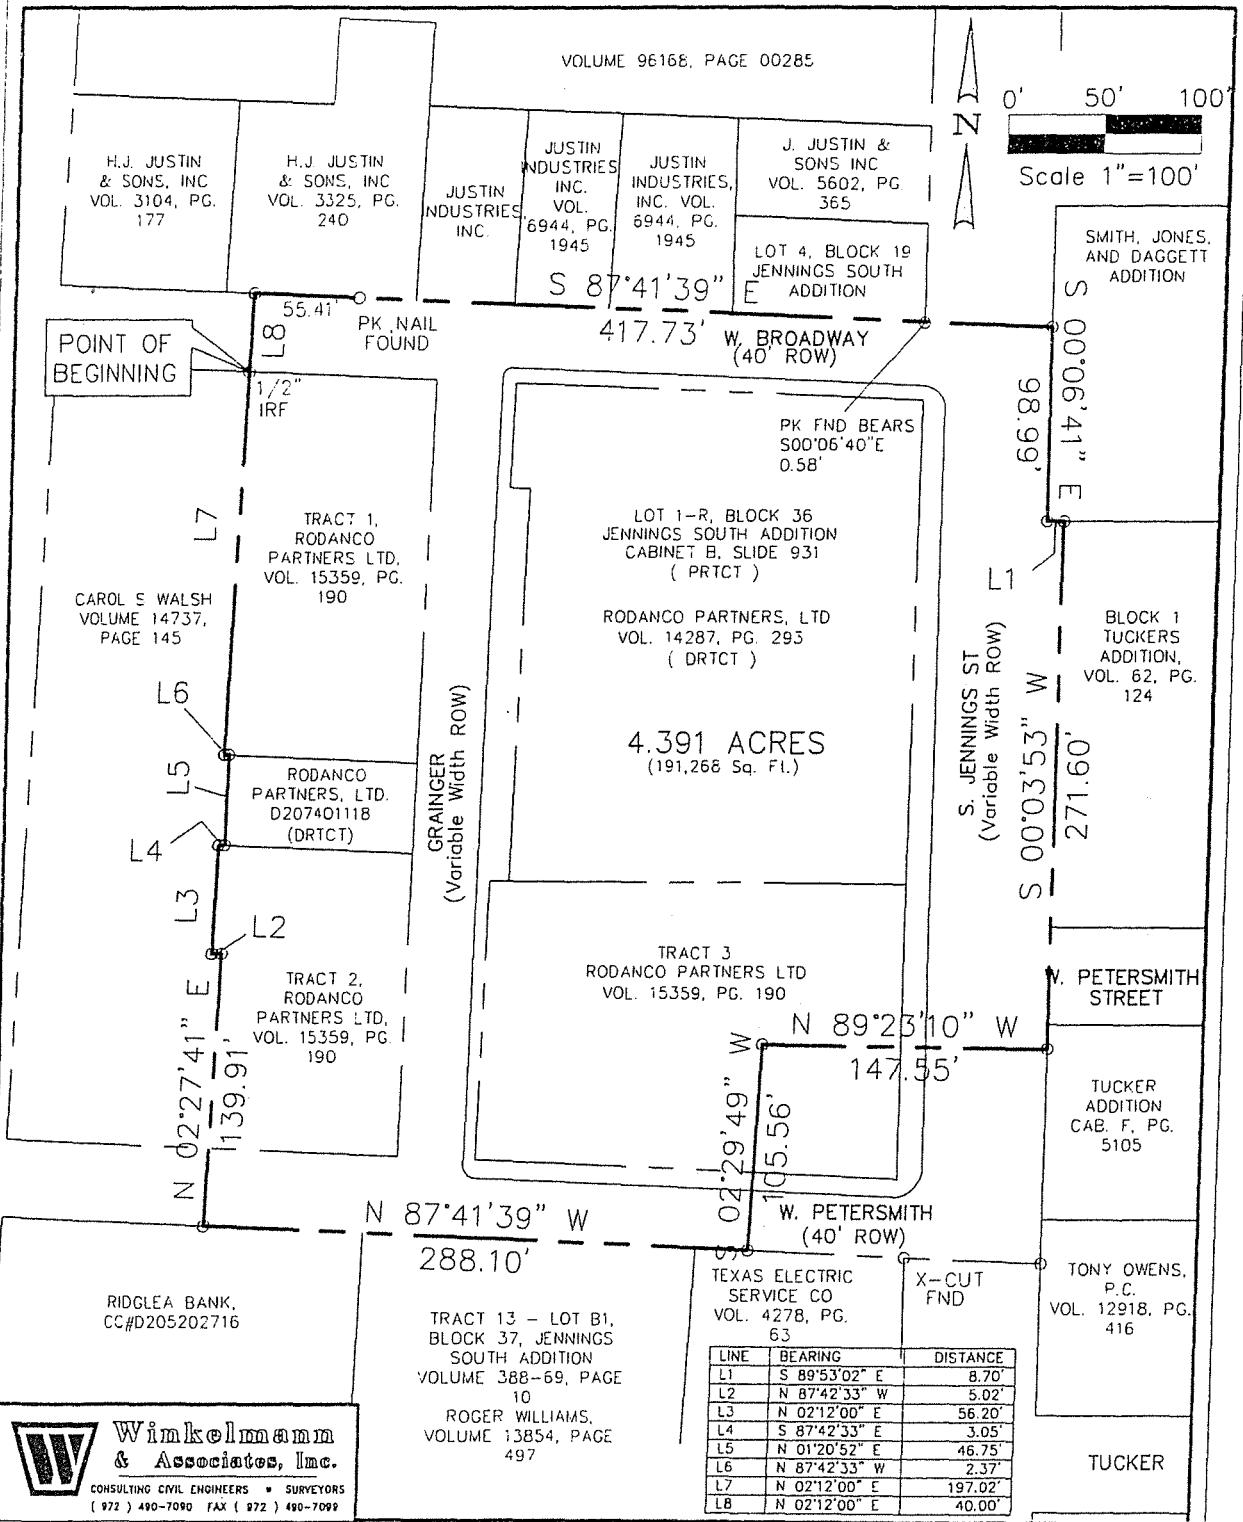 VOLUME 96168, PAGE 00285
N
0' 50' 100'
Scale 1"=100'
H.J. JUSTIN
& SONS, INC
VOL. 3104, PG.
177
H.J. JUSTIN
& SONS, INC
VOL. 3325, PG.
240
JUSTIN
NDUSTRIES
INC.
JUSTIN
INDUSTRIES
INC.
VOL.
6944, PG.
1945
JUSTIN
INDUSTRIES,
INC. VOL.
6944, PG.
1945
J. JUSTIN &
SONS INC
VOL. 5602, PG
365
LOT 4, BLOCK 19
JENNINGS SOUTH
ADDITION
SMITH, JONES,
AND DAGGETT
ADDITION
S 87°41'39" E
417.73'
W. BROADWAY
(40' ROW)
55.41'
PK NAIL
FOUND
L8
POINT OF
BEGINNING
1/2"
IRF
S 00°06'41" E
98.99'
PK FND BEARS
S00°06'40"E
0.58'
L7
TRACT 1,
RODANCO
PARTNERS LTD,
VOL. 15359, PG.
190
LOT 1-R, BLOCK 36
JENNINGS SOUTH ADDITION
CABINET B, SLIDE 931
( PRTCT )
RODANCO PARTNERS, LTD
VOL. 14287, PG. 293
( DRTCT )
4.391 ACRES
(191,268 Sq. Ft.)
L1
CAROL S WALSH
VOLUME 14737,
PAGE 145
BLOCK 1
TUCKERS
ADDITION,
VOL. 62, PG.
124
S. JENNINGS ST
(Variable Width ROW)
S 00°03'53" W
271.60'
GRAINGER
(Variable Width ROW)
L6
L5
RODANCO
PARTNERS, LTD.
D207401118
(DRTCT)
L4
L3
L2
TRACT 2,
RODANCO
PARTNERS LTD,
VOL. 15359, PG
190
TRACT 3
RODANCO PARTNERS LTD
VOL. 15359, PG. 190
W. PETERSMITH
STREET
N 89°23'10" W
147.55'
N 02°27'41" E
139.91'
S 02°29'49" W
105.56'
TUCKER
ADDITION
CAB. F, PG.
5105
N 87°41'39" W
288.10'
W. PETERSMITH
(40' ROW)
X-CUT
FND
TEXAS ELECTRIC
SERVICE CO
VOL. 4278, PG.
63
TONY OWENS,
P.C.
VOL. 12918, PG.
416
RIDGLEA BANK,
CC#D205202716
TRACT 13 - LOT B1,
BLOCK 37, JENNINGS
SOUTH ADDITION
VOLUME 388-69, PAGE
10
ROGER WILLIAMS,
VOLUME 13854, PAGE
497
LINE BEARING DISTANCE
L1 S 89°53'02" E 8.70'
L2 N 87°42'33" W 5.02'
L3 N 02°12'00" E 56.20'
L4 S 87°42'33" E 3.05'
L5 N 01°20'52" E 46.75'
L6 N 87°42'33" W 2.37'
L7 N 02°12'00" E 197.02'
L8 N 02°12'00" E 40.00'
TUCKER
Winkelmann
& Associates, Inc.
CONSULTING CIVIL ENGINEERS ▪ SURVEYORS
( 972 ) 490-7090 FAX ( 972 ) 490-7099